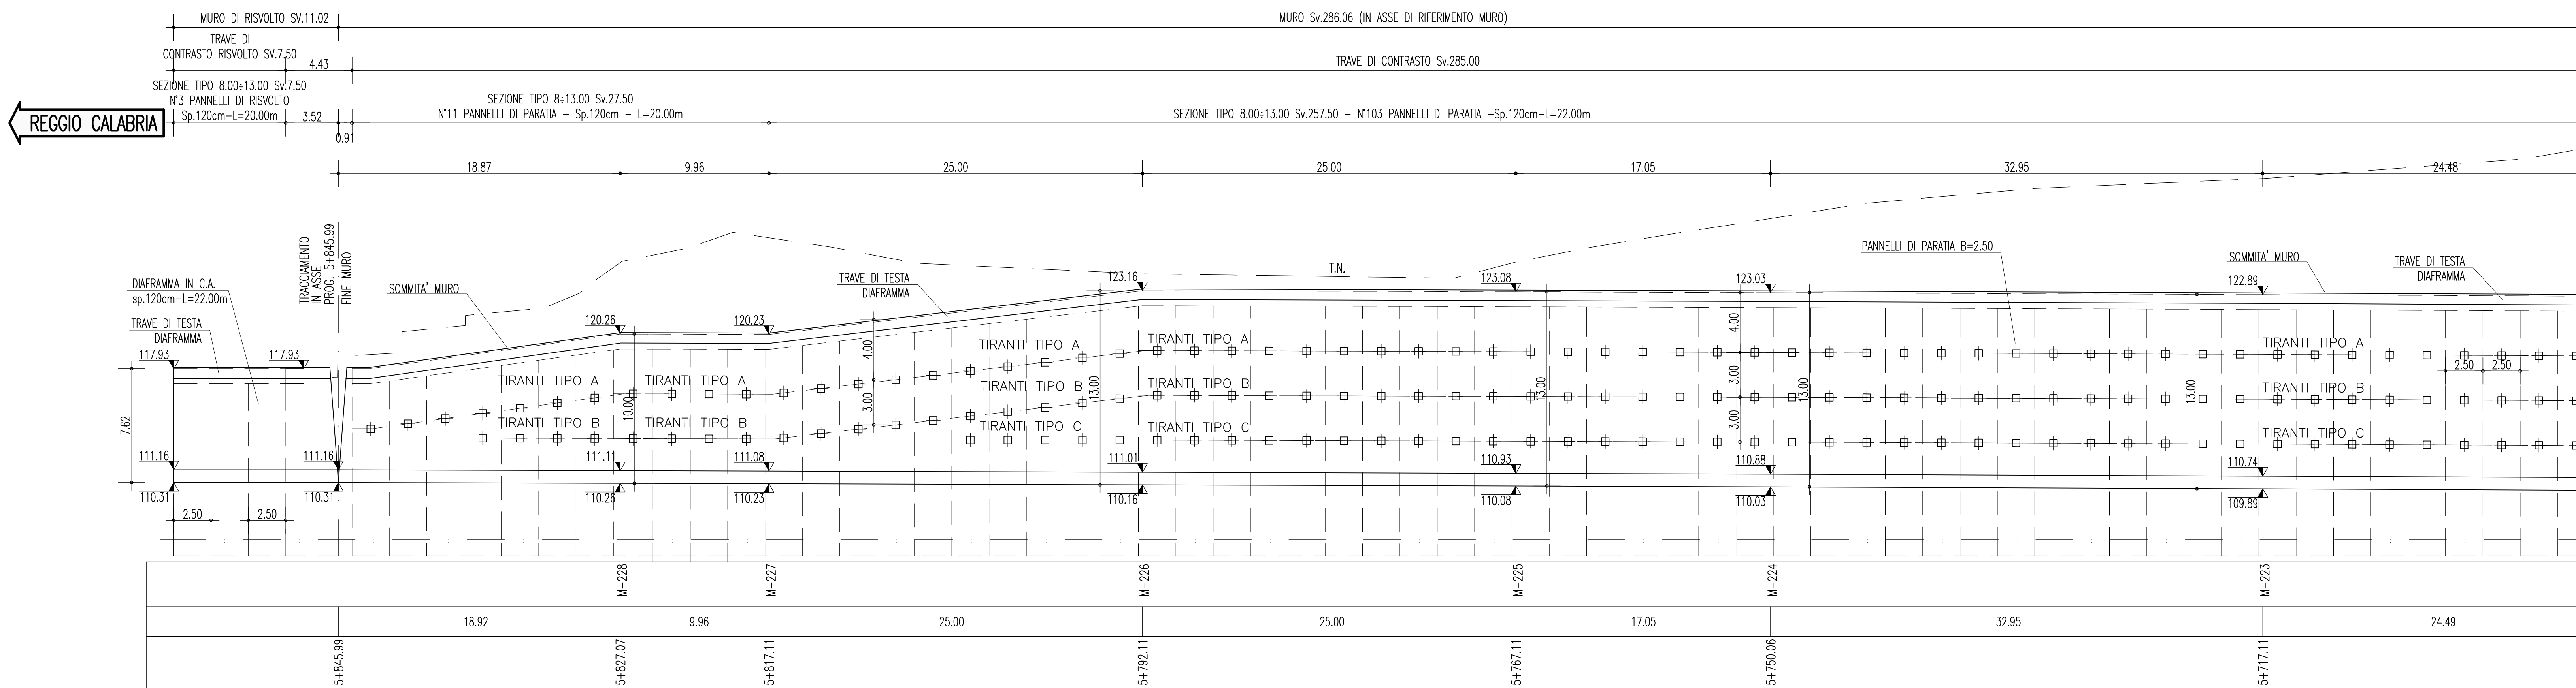 MURO DI RISVOLTO SV.11.02
MURO Sv.286.06 (IN ASSE DI RIFERIMENTO MURO)
TRAVE DI
CONTRASTO RISVOLTO SV.7.50
4.43
TRAVE DI CONTRASTO Sv.285.00
SEZIONE TIPO 8.00÷13.00 Sv.7.50
N°3 PANNELLI DI RISVOLTO
Sp.120cm-L=20.00m
3.52
0.91
SEZIONE TIPO 8÷13.00 Sv.27.50
N°11 PANNELLI DI PARATIA - Sp.120cm - L=20.00m
SEZIONE TIPO 8.00÷13.00 Sv.257.50 - N°103 PANNELLI DI PARATIA -Sp.120cm-L=22.00m
REGGIO CALABRIA
18.87
9.96
25.00
25.00
17.05
32.95
24.48
TRACCIAMENTO
IN ASSE
PROG. 5+845.99
FINE MURO
DIAFRAMMA IN C.A.
sp.120cm-L=22.00m
TRAVE DI TESTA
DIAFRAMMA
SOMMITA' MURO
TRAVE DI TESTA
DIAFRAMMA
T.N.
PANNELLI DI PARATIA B=2.50
SOMMITA' MURO
TRAVE DI TESTA
DIAFRAMMA
117.93
117.93
120.26
120.23
123.16
123.08
123.03
122.89
TIRANTI TIPO A
TIRANTI TIPO A
TIRANTI TIPO A
TIRANTI TIPO A
TIRANTI TIPO A
TIRANTI TIPO B
TIRANTI TIPO B
TIRANTI TIPO B
TIRANTI TIPO B
TIRANTI TIPO B
TIRANTI TIPO C
TIRANTI TIPO C
TIRANTI TIPO C
7.62
10.00
4.00
3.00
13.00
13.00
4.00
3.00
3.00
13.00
13.00
2.50
2.50
111.16
111.16
111.11
111.08
111.01
110.93
110.88
110.74
110.31
110.31
110.26
110.23
110.16
110.08
110.03
109.89
2.50
2.50
M-228
M-227
M-226
M-225
M-224
M-223
18.92
9.96
25.00
25.00
17.05
32.95
24.49
5+845.99
5+827.07
5+817.11
5+792.11
5+767.11
5+750.06
5+717.11